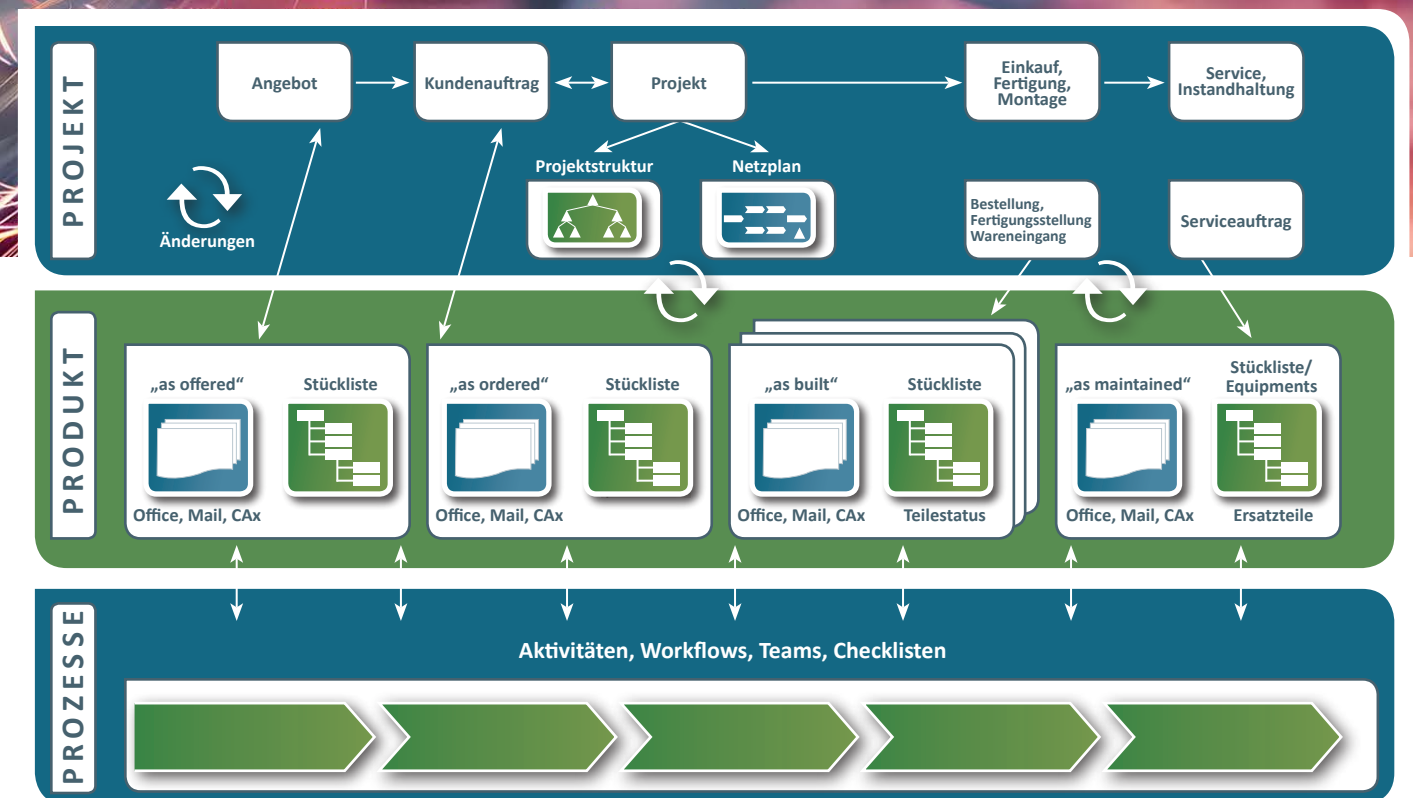 PROJEKT
Angebot
Kundenauftrag
Projekt
Einkauf,
Fertigung,
Montage
Service,
Instandhaltung
Projektstruktur
Netzplan
Änderungen
Bestellung,
Fertigungsstellung
Wareneingang
Serviceauftrag
PRODUKT
„as offered“
Stückliste
Office, Mail, CAx
„as ordered“
Stückliste
Office, Mail, CAx
„as built“
Stückliste
Office, Mail, CAx
Teilestatus
„as maintained“
Stückliste/
Equipments
Office, Mail, CAx
Ersatzteile
PROZESSE
Aktivitäten, Workflows, Teams, Checklisten